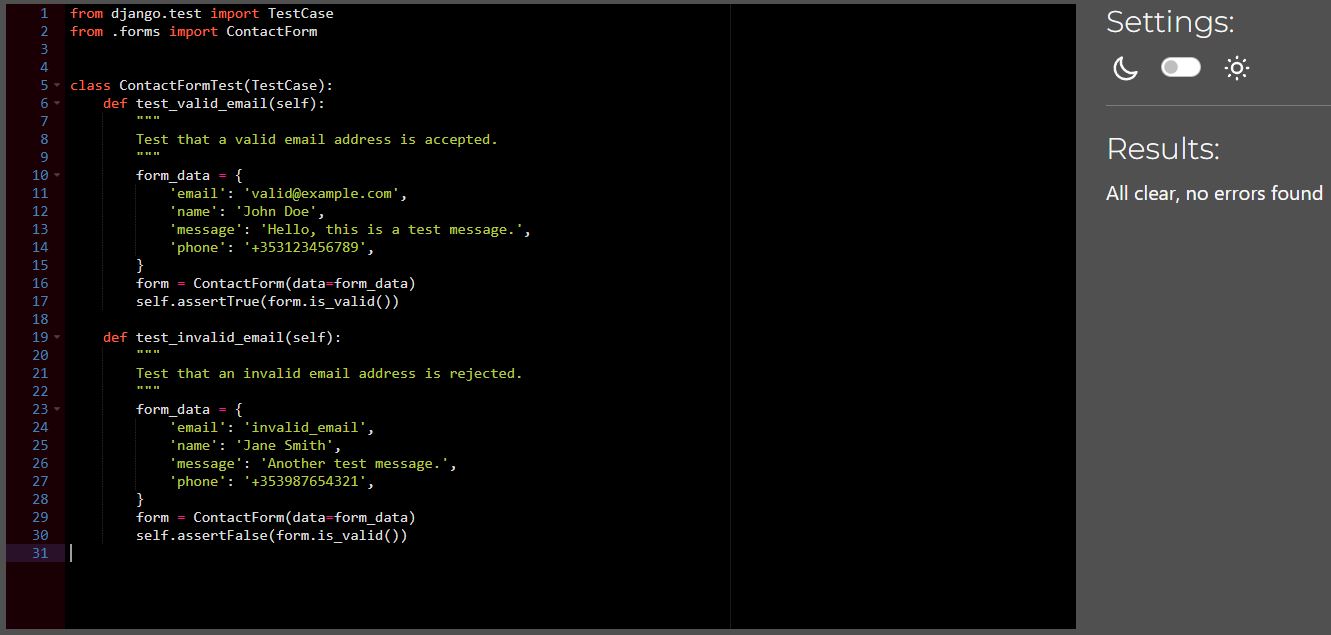 1 from django.test import TestCase
2 from .forms import ContactForm
3
4
5 class ContactFormTest(TestCase):
6     def test_valid_email(self):
7         """
8         Test that a valid email address is accepted.
9         """
10         form_data = {
11             'email': 'valid@example.com',
12             'name': 'John Doe',
13             'message': 'Hello, this is a test message.',
14             'phone': '+353123456789',
15         }
16         form = ContactForm(data=form_data)
17         self.assertTrue(form.is_valid())
18
19     def test_invalid_email(self):
20         """
21         Test that an invalid email address is rejected.
22         """
23         form_data = {
24             'email': 'invalid_email',
25             'name': 'Jane Smith',
26             'message': 'Another test message.',
27             'phone': '+353987654321',
28         }
29         form = ContactForm(data=form_data)
30         self.assertFalse(form.is_valid())
31
Settings:
Results:
All clear, no errors found